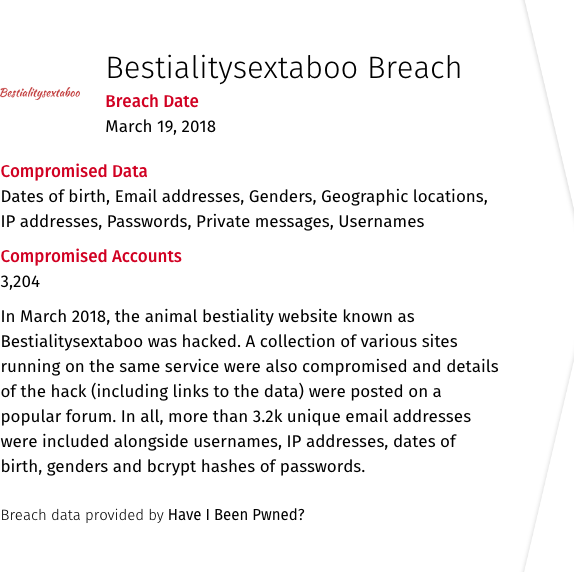 Bestialitysextaboo Breach
Bestialitysextaboo
Breach Date
March 19, 2018
Compromised Data
Dates of birth, Email addresses, Genders, Geographic locations,
IP addresses, Passwords, Private messages, Usernames
Compromised Accounts
3,204
In March 2018, the animal bestiality website known as
Bestialitysextaboo was hacked. A collection of various sites
running on the same service were also compromised and details
of the hack (including links to the data) were posted on a
popular forum. In all, more than 3.2k unique email addresses
were included alongside usernames, IP addresses, dates of
birth, genders and bcrypt hashes of passwords.
Breach data provided by Have I Been Pwned?